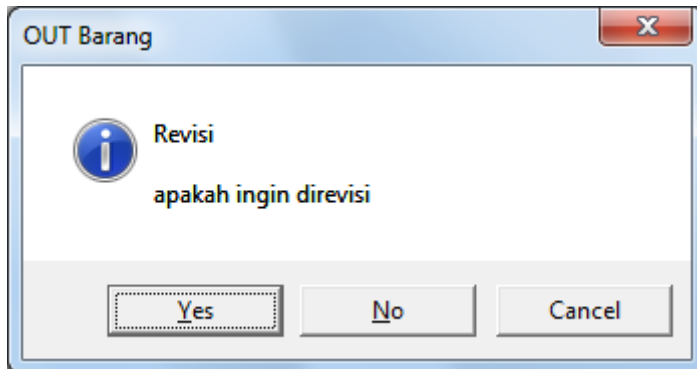 OUT Barang
Revisi
apakah ingin direvisi
Yes No Cancel